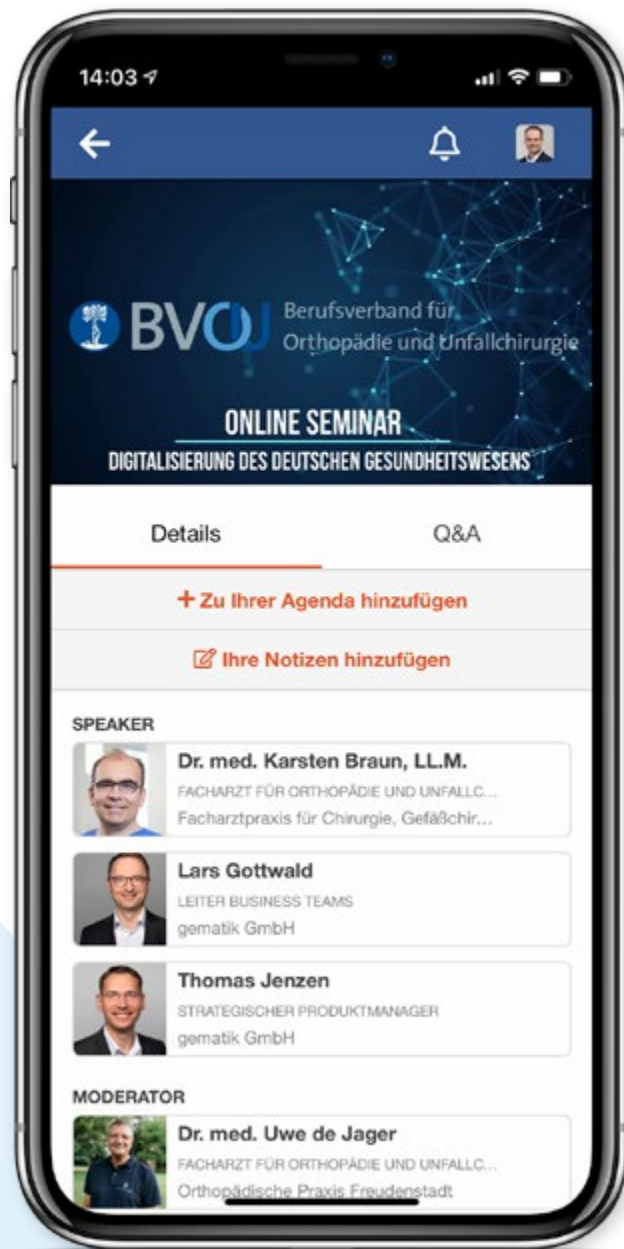 14:03
BVOU
Berufsverband für
Orthopädie und Unfallchirurgie
ONLINE SEMINAR
DIGITALISIERUNG DES DEUTSCHEN GESUNDHEITSWESENS
Details
Q&A
+ Zu Ihrer Agenda hinzufügen
Ihre Notizen hinzufügen
SPEAKER
Dr. med. Karsten Braun, LL.M.
FACHARZT FÜR ORTHOPÄDIE UND UNFALLC...
Facharztpraxis für Chirurgie, Gefäßchir...
Lars Gottwald
LEITER BUSINESS TEAMS
gematik GmbH
Thomas Jenzen
STRATEGISCHER PRODUKTMANAGER
gematik GmbH
MODERATOR
Dr. med. Uwe de Jager
FACHARZT FÜR ORTHOPÄDIE UND UNFALLC...
Orthopädische Praxis Freudenstadt